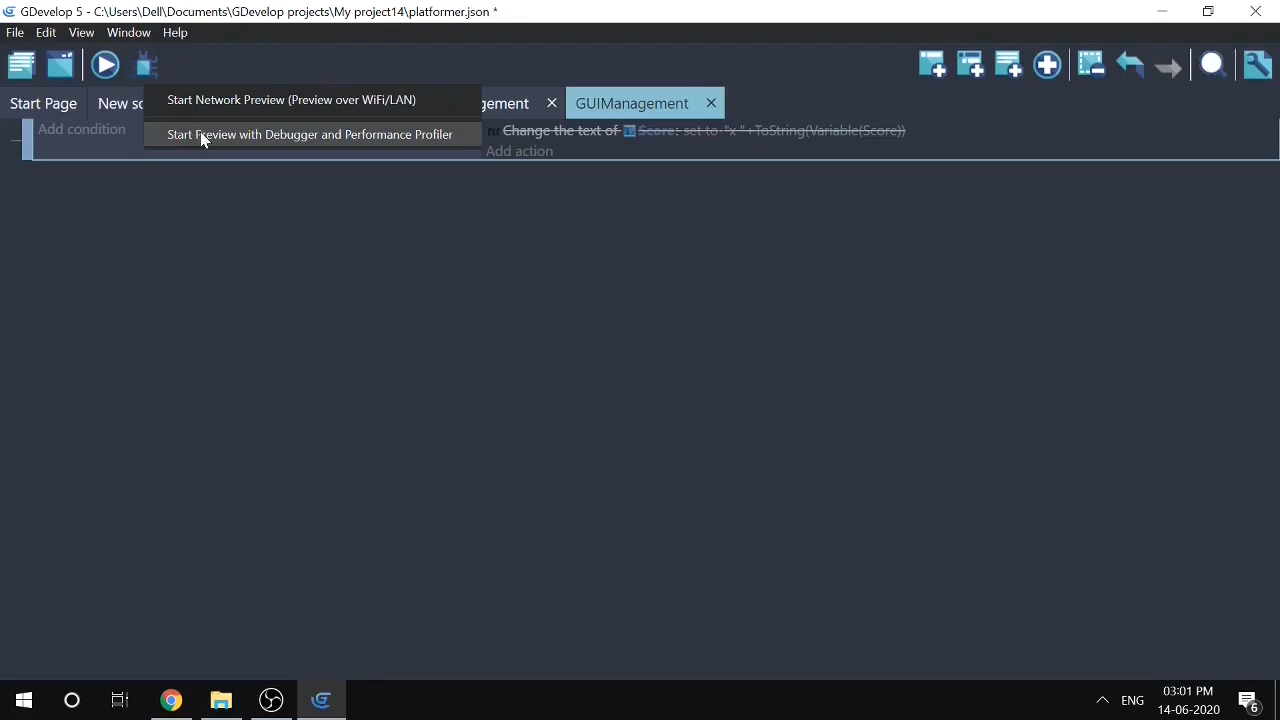 GDevelop 5 - C:\Users\Dell\Documents\GDevelop projects\My project14\platformer.json *
File Edit View Window Help
Start Page New sc
gement × GUIManagement ×
Start Network Preview (Preview over WiFi/LAN)
Start Preview with Debugger and Performance Profiler
Add condition
txt Change the text of Score: set to "x "+ToString(Variable(Score))
Add action
ENG
03:01 PM
14-06-2020
6